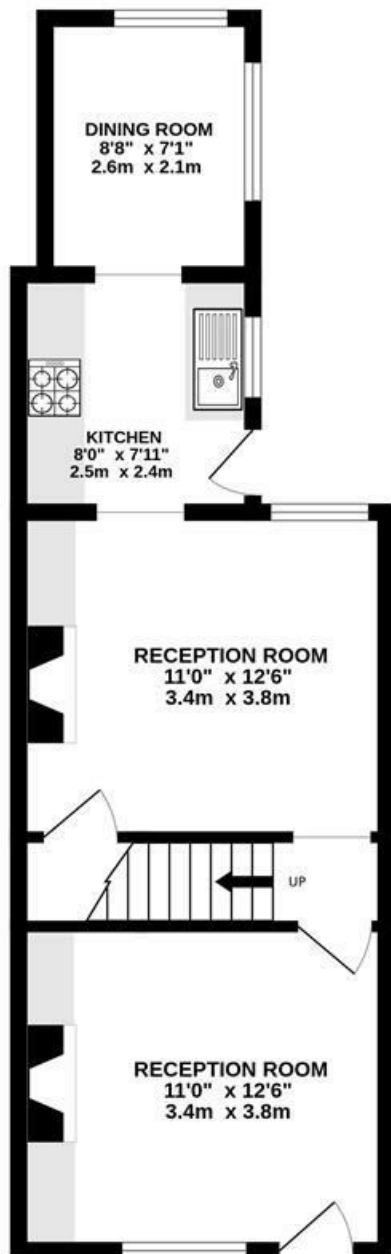 DINING ROOM
8'8" x 7'1"
2.6m x 2.1m
KITCHEN
8'0" x 7'11"
2.5m x 2.4m
RECEPTION ROOM
11'0" x 12'6"
3.4m x 3.8m
UP
RECEPTION ROOM
11'0" x 12'6"
3.4m x 3.8m